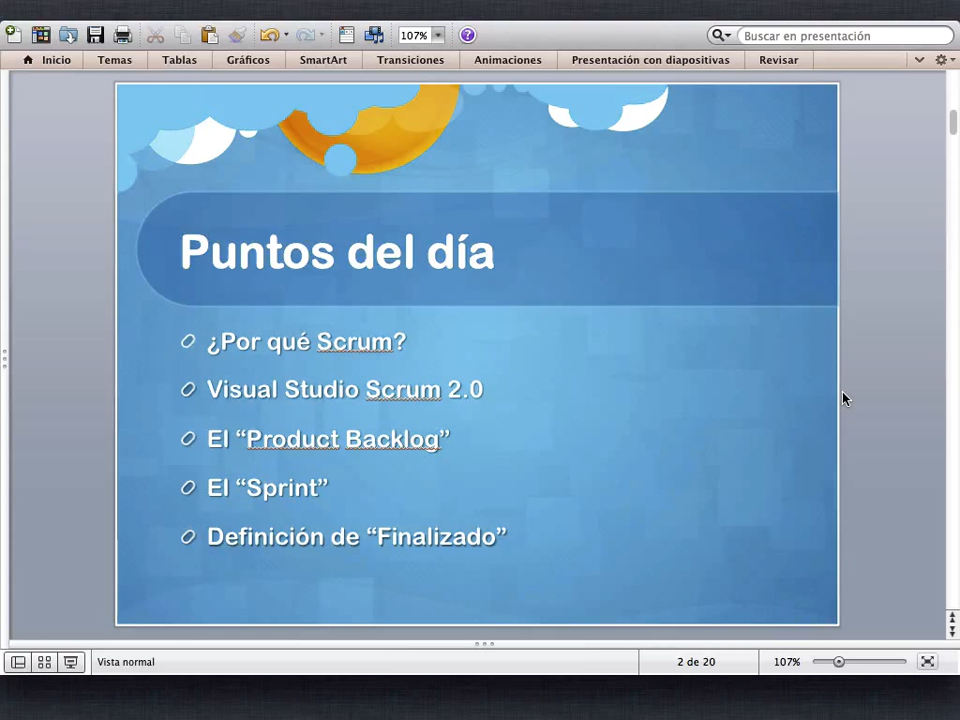 107%
Buscar en presentación
Inicio Temas Tablas Gráficos SmartArt Transiciones Animaciones Presentación con diapositivas Revisar
Puntos del día
¿Por qué Scrum?
Visual Studio Scrum 2.0
El “Product Backlog”
El “Sprint”
Definición de “Finalizado”
Vista normal 2 de 20 107%